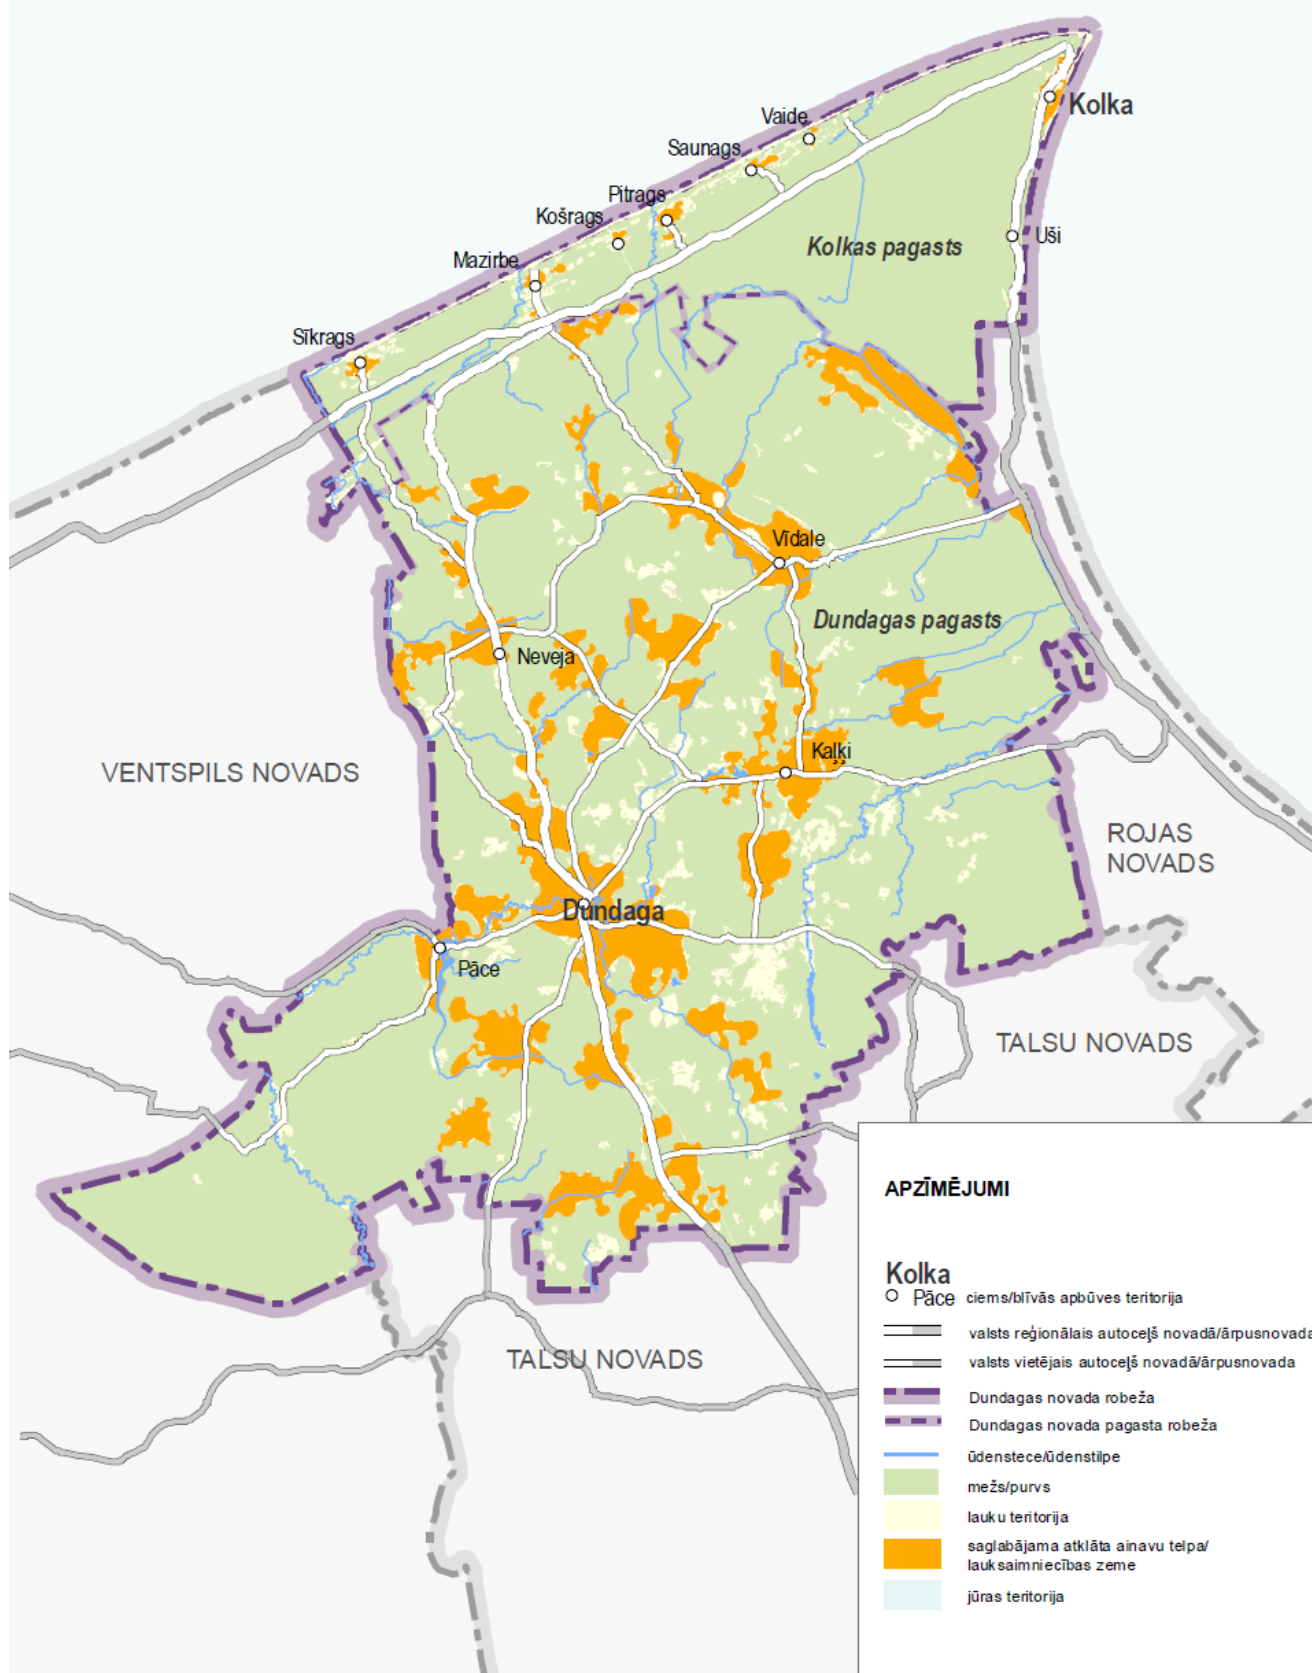 Kolka
Vaide
Saunags
Pitrags
Košrags
Kolkas pagasts
Uši
Mazirbe
Sīkrags
Vīdale
Dundagas pagasts
Neveja
Kaļķi
VENTSPILS NOVADS
ROJAS
NOVADS
Dundaga
Pāce
TALSU NOVADS
TALSU NOVADS
APZĪMĒJUMI
Kolka
Pāce ciems/blīvās apbūves teritorija
valsts reģionālais autoceļš novadā/ārpusnovada
valsts vietējais autoceļš novadā/ārpusnovada
Dundagas novada robeža
Dundagas novada pagasta robeža
ūdenstece/ūdenstilpe
mežs/purvs
lauku teritorija
saglabājama atklāta ainavu telpa/
lauksaimniecības zeme
jūras teritorija